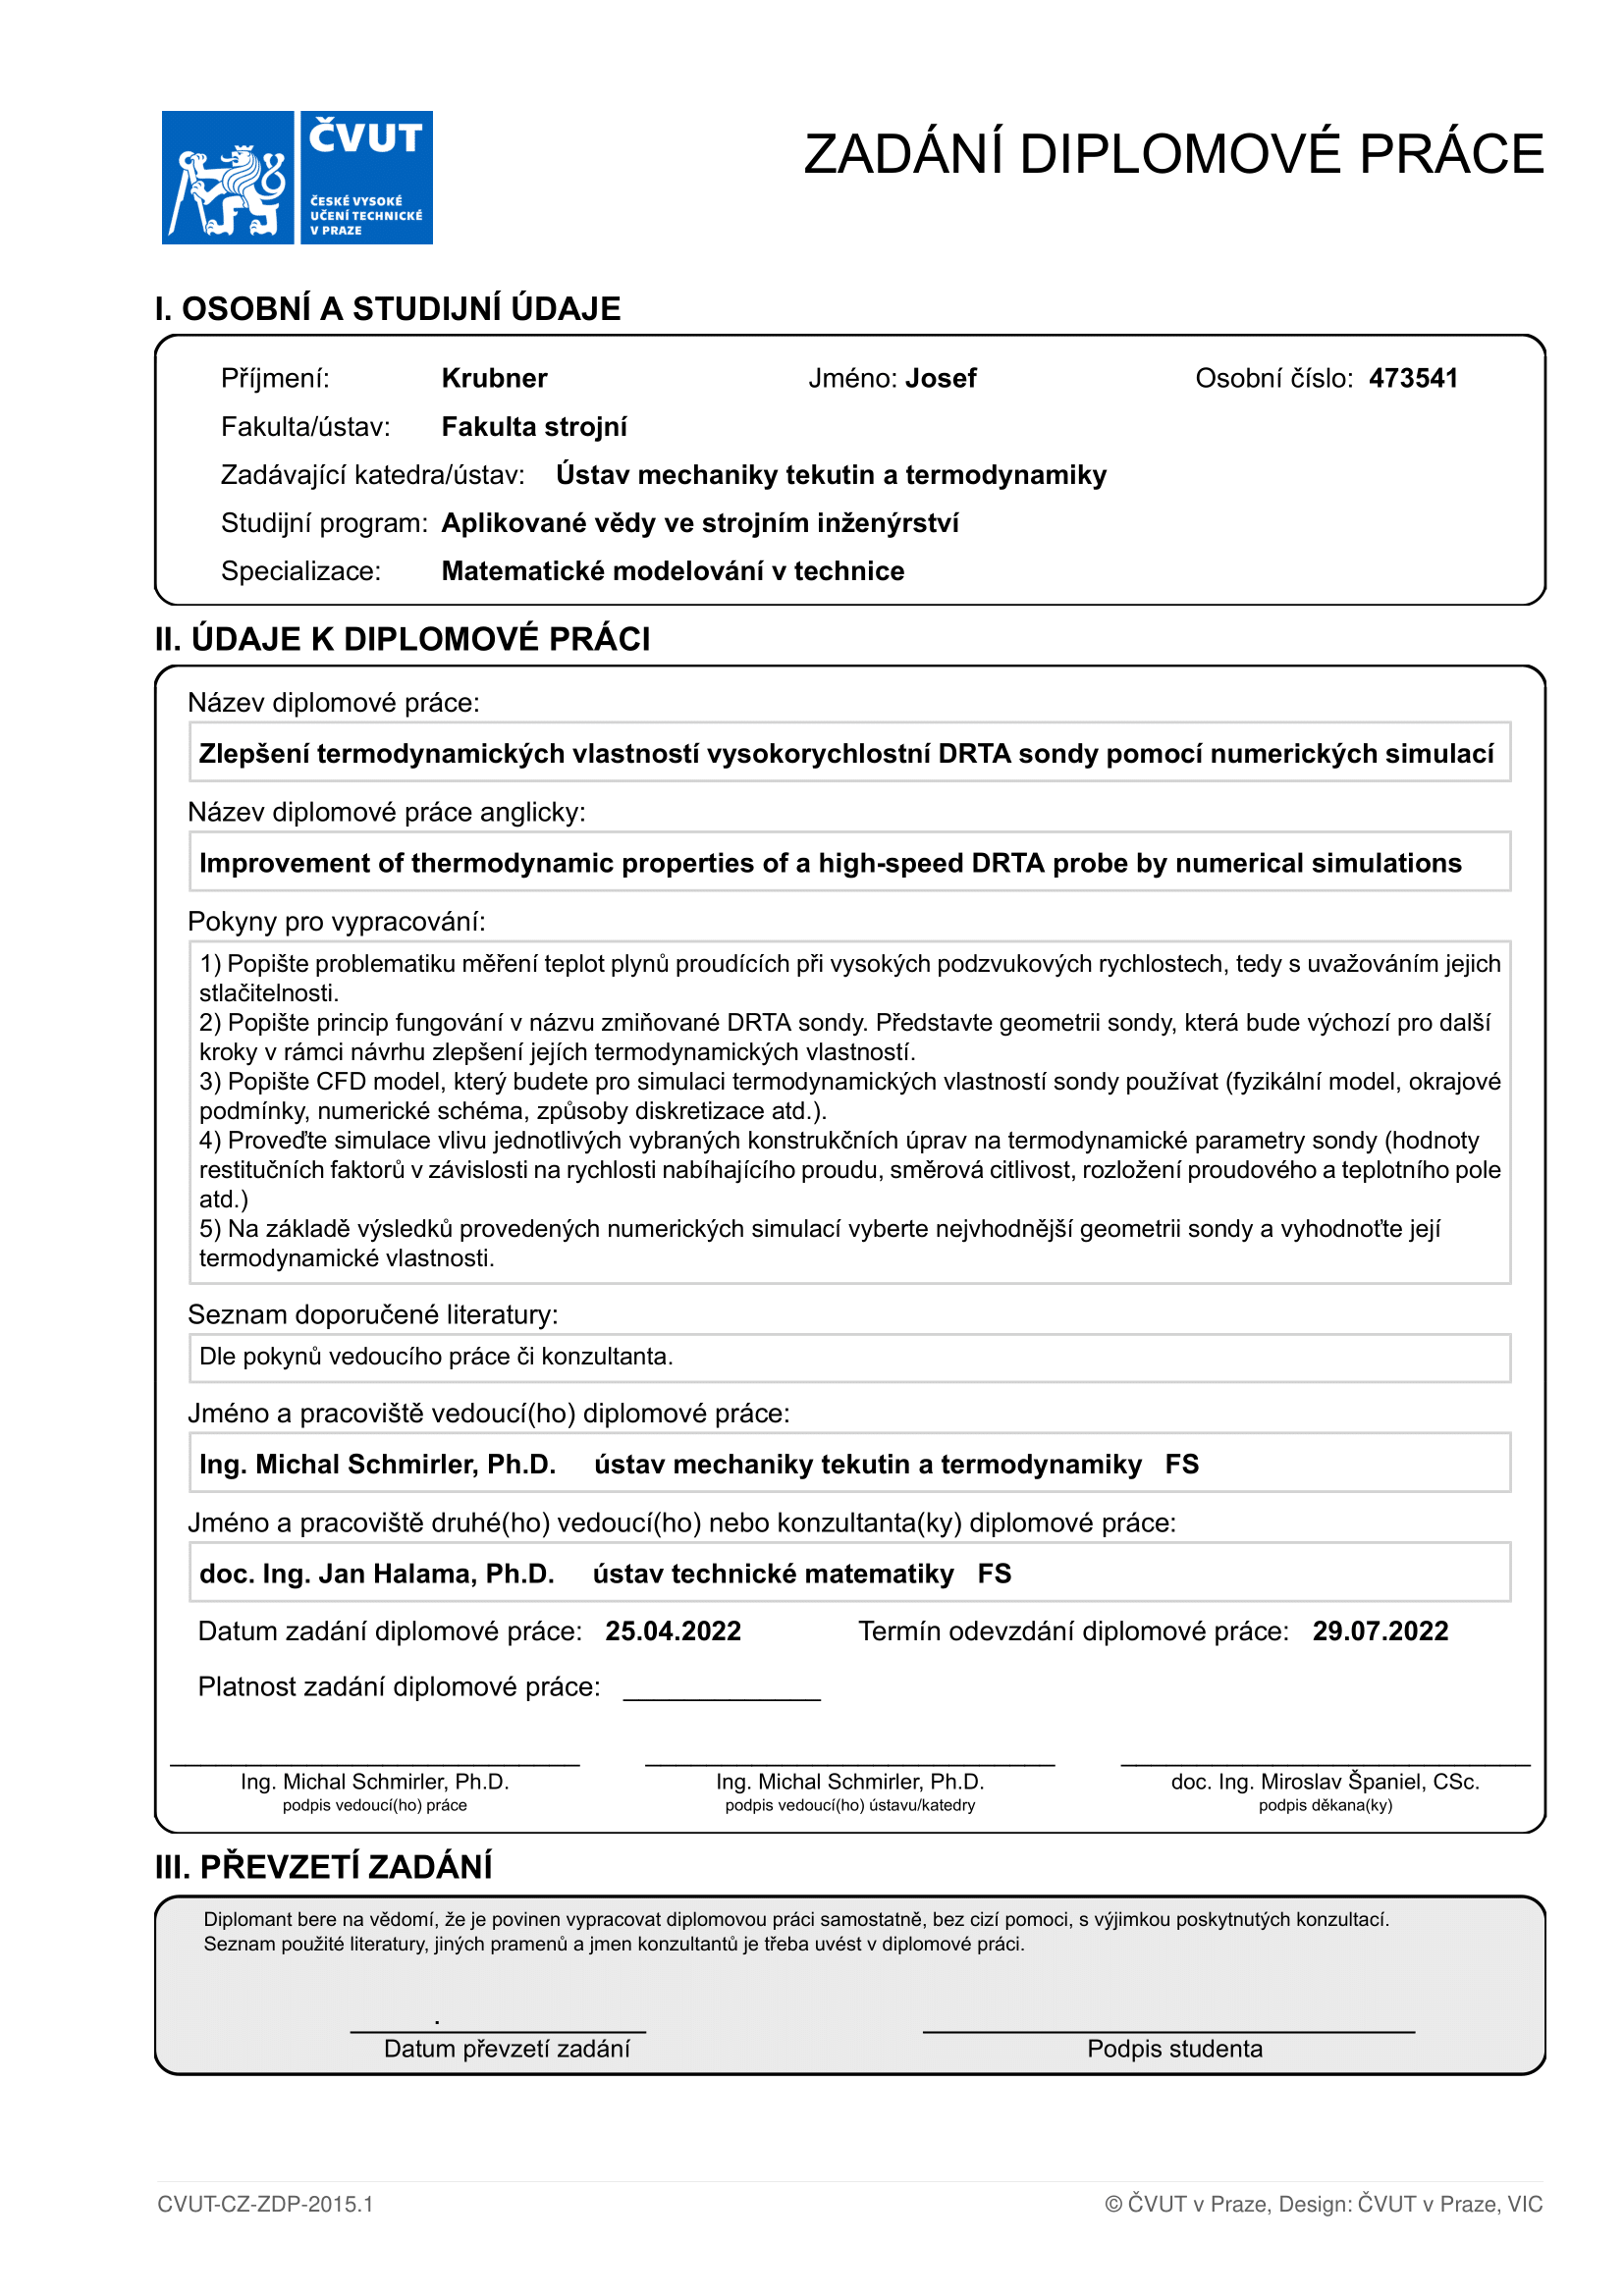 ČVUT
ČESKÉ VYSOKÉ
UČENÍ TECHNICKÉ
V PRAZE
ZADÁNÍ DIPLOMOVÉ PRÁCE
I. OSOBNÍ A STUDIJNÍ ÚDAJE
Příjmení: Krubner Jméno: Josef Osobní číslo: 473541
Fakulta/ústav: Fakulta strojní
Zadávající katedra/ústav: Ústav mechaniky tekutin a termodynamiky
Studijní program: Aplikované vědy ve strojním inženýrství
Specializace: Matematické modelování v technice
II. ÚDAJE K DIPLOMOVÉ PRÁCI
Název diplomové práce:
Zlepšení termodynamických vlastností vysokorychlostní DRTA sondy pomocí numerických simulací
Název diplomové práce anglicky:
Improvement of thermodynamic properties of a high-speed DRTA probe by numerical simulations
Pokyny pro vypracování:
1) Popište problematiku měření teplot plynů proudících při vysokých podzvukových rychlostech, tedy s uvažováním jejich
stlačitelnosti.
2) Popište princip fungování v názvu zmiňované DRTA sondy. Představte geometrii sondy, která bude výchozí pro další
kroky v rámci návrhu zlepšení jejích termodynamických vlastností.
3) Popište CFD model, který budete pro simulaci termodynamických vlastností sondy používat (fyzikální model, okrajové
podmínky, numerické schéma, způsoby diskretizace atd.).
4) Proveďte simulace vlivu jednotlivých vybraných konstrukčních úprav na termodynamické parametry sondy (hodnoty
restitučních faktorů v závislosti na rychlosti nabíhajícího proudu, směrová citlivost, rozložení proudového a teplotního pole
atd.)
5) Na základě výsledků provedených numerických simulací vyberte nejvhodnější geometrii sondy a vyhodnoťte její
termodynamické vlastnosti.
Seznam doporučené literatury:
Dle pokynů vedoucího práce či konzultanta.
Jméno a pracoviště vedoucí(ho) diplomové práce:
Ing. Michal Schmirler, Ph.D. ústav mechaniky tekutin a termodynamiky FS
Jméno a pracoviště druhé(ho) vedoucí(ho) nebo konzultanta(ky) diplomové práce:
doc. Ing. Jan Halama, Ph.D. ústav technické matematiky FS
Datum zadání diplomové práce: 25.04.2022 Termín odevzdání diplomové práce: 29.07.2022
Platnost zadání diplomové práce: _____________
Ing. Michal Schmirler, Ph.D. Ing. Michal Schmirler, Ph.D. doc. Ing. Miroslav Španiel, CSc.
podpis vedoucí(ho) práce podpis vedoucí(ho) ústavu/katedry podpis děkana(ky)
III. PŘEVZETÍ ZADÁNÍ
Diplomant bere na vědomí, že je povinen vypracovat diplomovou práci samostatně, bez cizí pomoci, s výjimkou poskytnutých konzultací.
Seznam použité literatury, jiných pramenů a jmen konzultantů je třeba uvést v diplomové práci.
.
Datum převzetí zadání Podpis studenta
CVUT-CZ-ZDP-2015.1 © ČVUT v Praze, Design: ČVUT v Praze, VIC